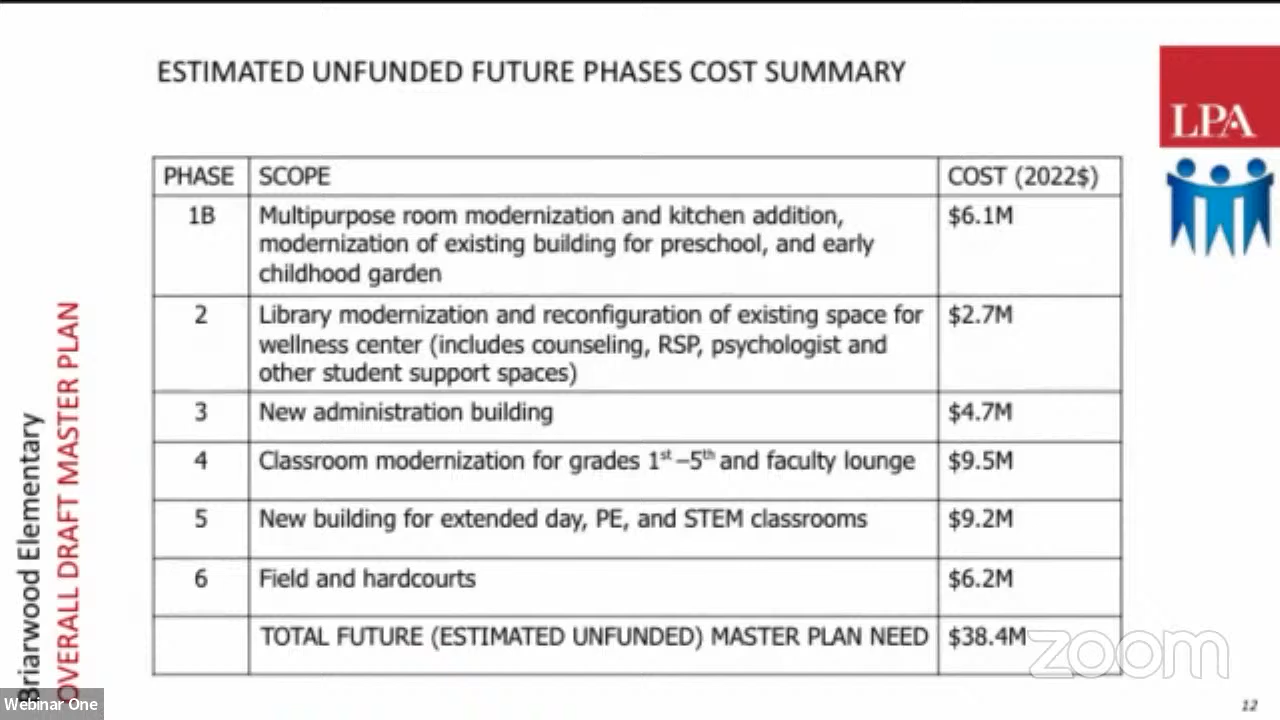 ESTIMATED UNFUNDED FUTURE PHASES COST SUMMARY
LPA
PHASE SCOPE COST (2022$)
1B Multipurpose room modernization and kitchen addition, $6.1M
modernization of existing building for preschool, and early
childhood garden
2 Library modernization and reconfiguration of existing space for $2.7M
wellness center (includes counseling, RSP, psychologist and
other student support spaces)
3 New administration building $4.7M
4 Classroom modernization for grades 1st –5th and faculty lounge $9.5M
5 New building for extended day, PE, and STEM classrooms $9.2M
6 Field and hardcourts $6.2M
TOTAL FUTURE (ESTIMATED UNFUNDED) MASTER PLAN NEED $38.4M
Briarwood Elementary
OVERALL DRAFT MASTER PLAN
zoom
Webinar One
12